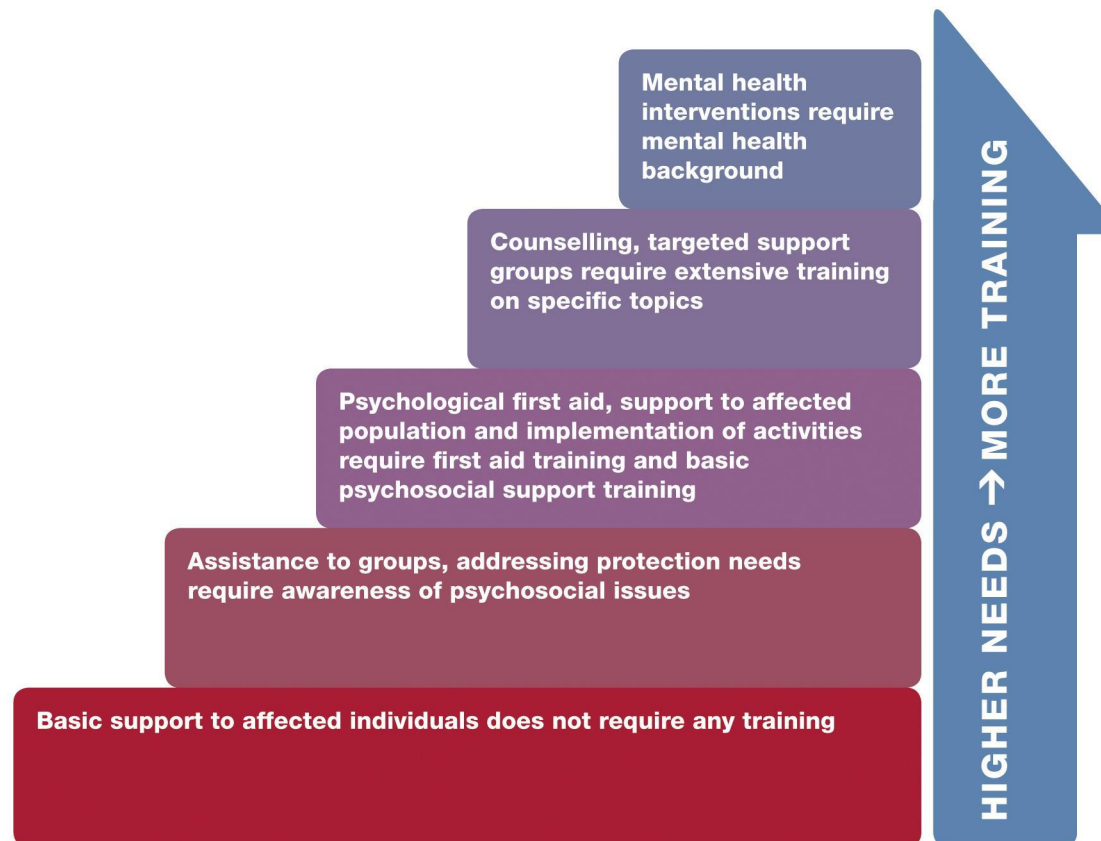 Mental health
interventions require
mental health
background
Counselling, targeted support
groups require extensive training
on specific topics
Psychological first aid, support to affected
population and implementation of activities
require first aid training and basic
psychosocial support training
Assistance to groups, addressing protection needs
require awareness of psychosocial issues
Basic support to affected individuals does not require any training
HIGHER NEEDS → MORE TRAINING